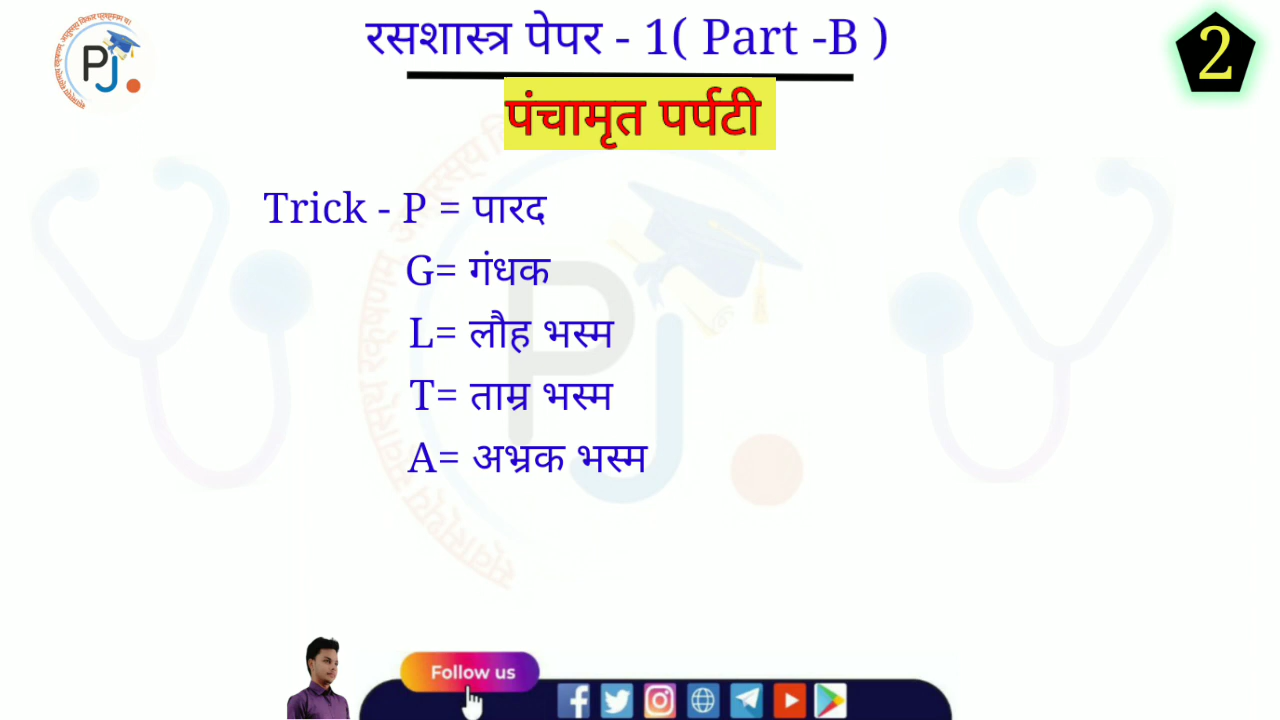 रसशास्त्र पेपर - 1( Part -B )
2
पंचामृत पर्पटी
Trick - P = पारद
G= गंधक
L= लौह भस्म
T= ताम्र भस्म
A= अभ्रक भस्म
Follow us